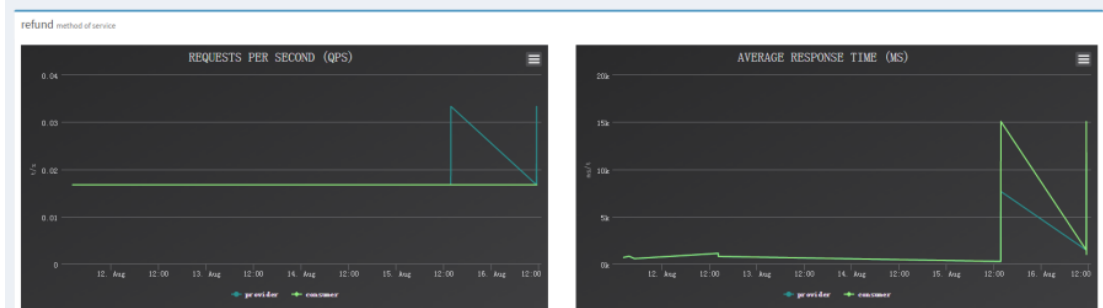 refund method of service
REQUESTS PER SECOND (QPS)
0.04
0.03
0.02
0.01
0
t/s
12. Aug 12:00 13. Aug 12:00 14. Aug 12:00 15. Aug 12:00 16. Aug 12:00
provider consumer
AVERAGE RESPONSE TIME (MS)
20k
15k
10k
5k
0k
ms/t
12. Aug 12:00 13. Aug 12:00 14. Aug 12:00 15. Aug 12:00 16. Aug 12:00
provider consumer